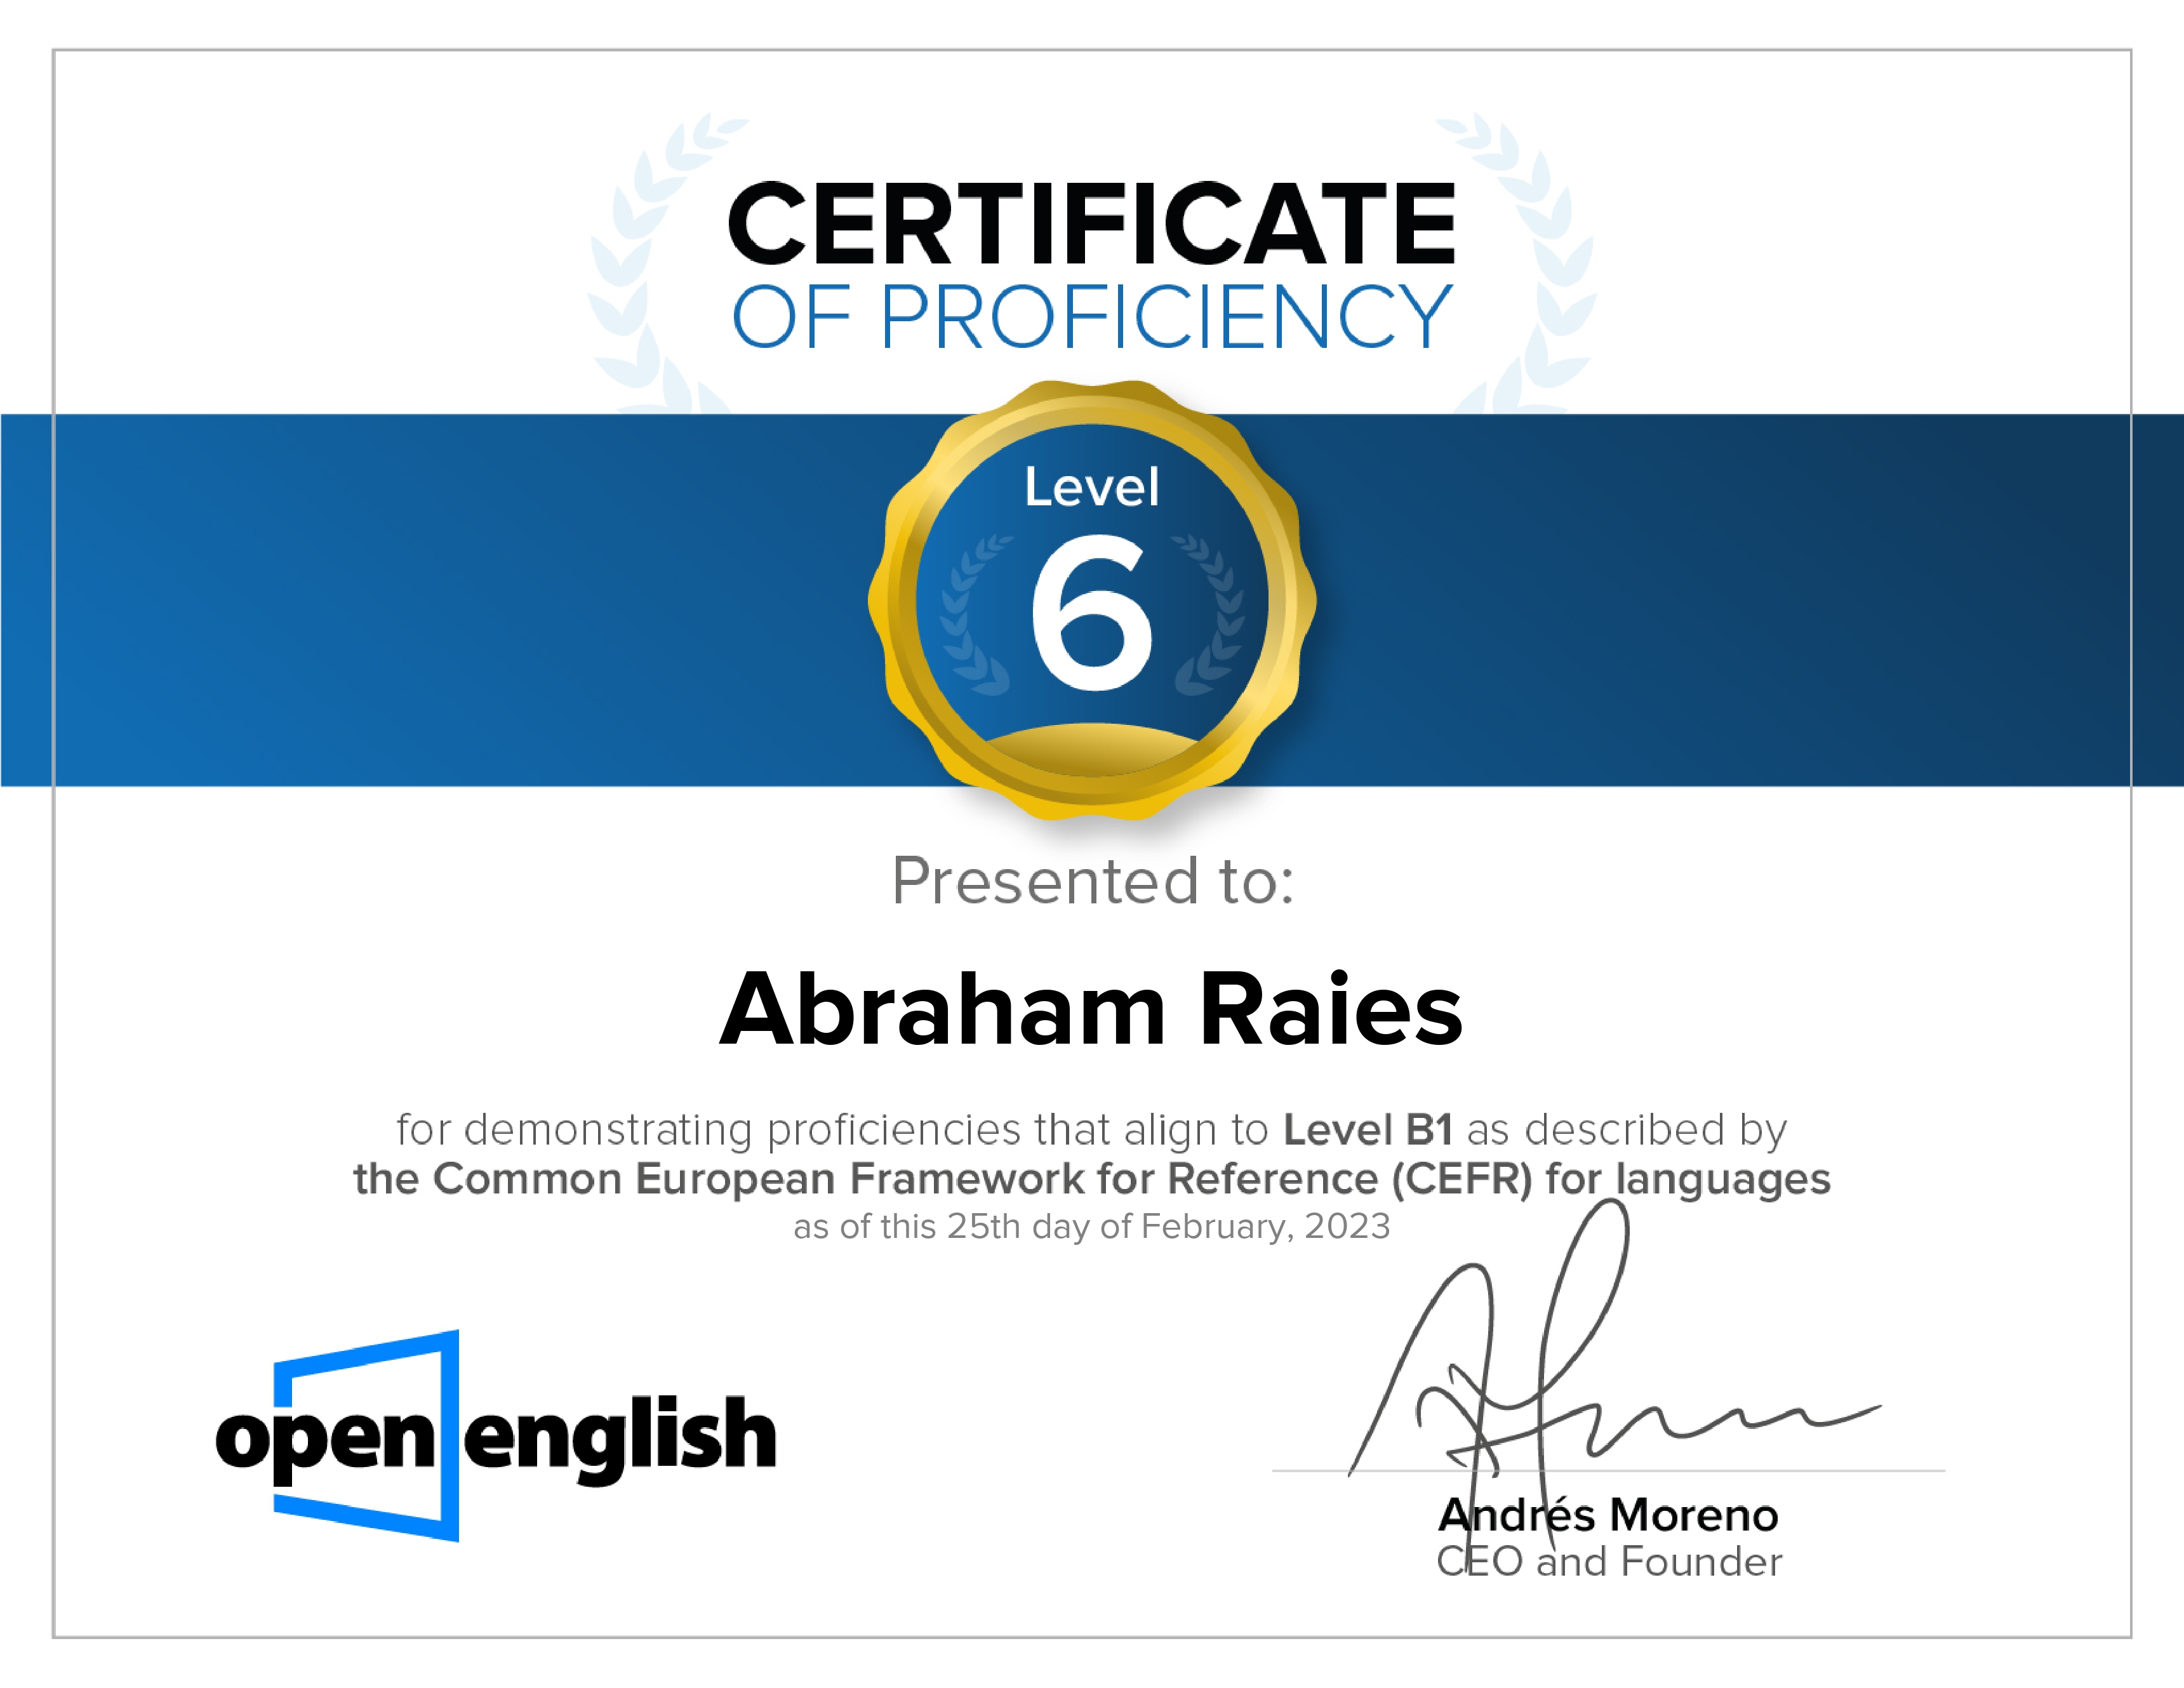 CERTIFICATE
OF PROFICIENCY
Level
6
Presented to:
Abraham Raies
for demonstrating proficiencies that align to Level B1 as described by
the Common European Framework for Reference (CEFR) for languages
as of this 25th day of February, 2023
open english
Andrés Moreno
CEO and Founder